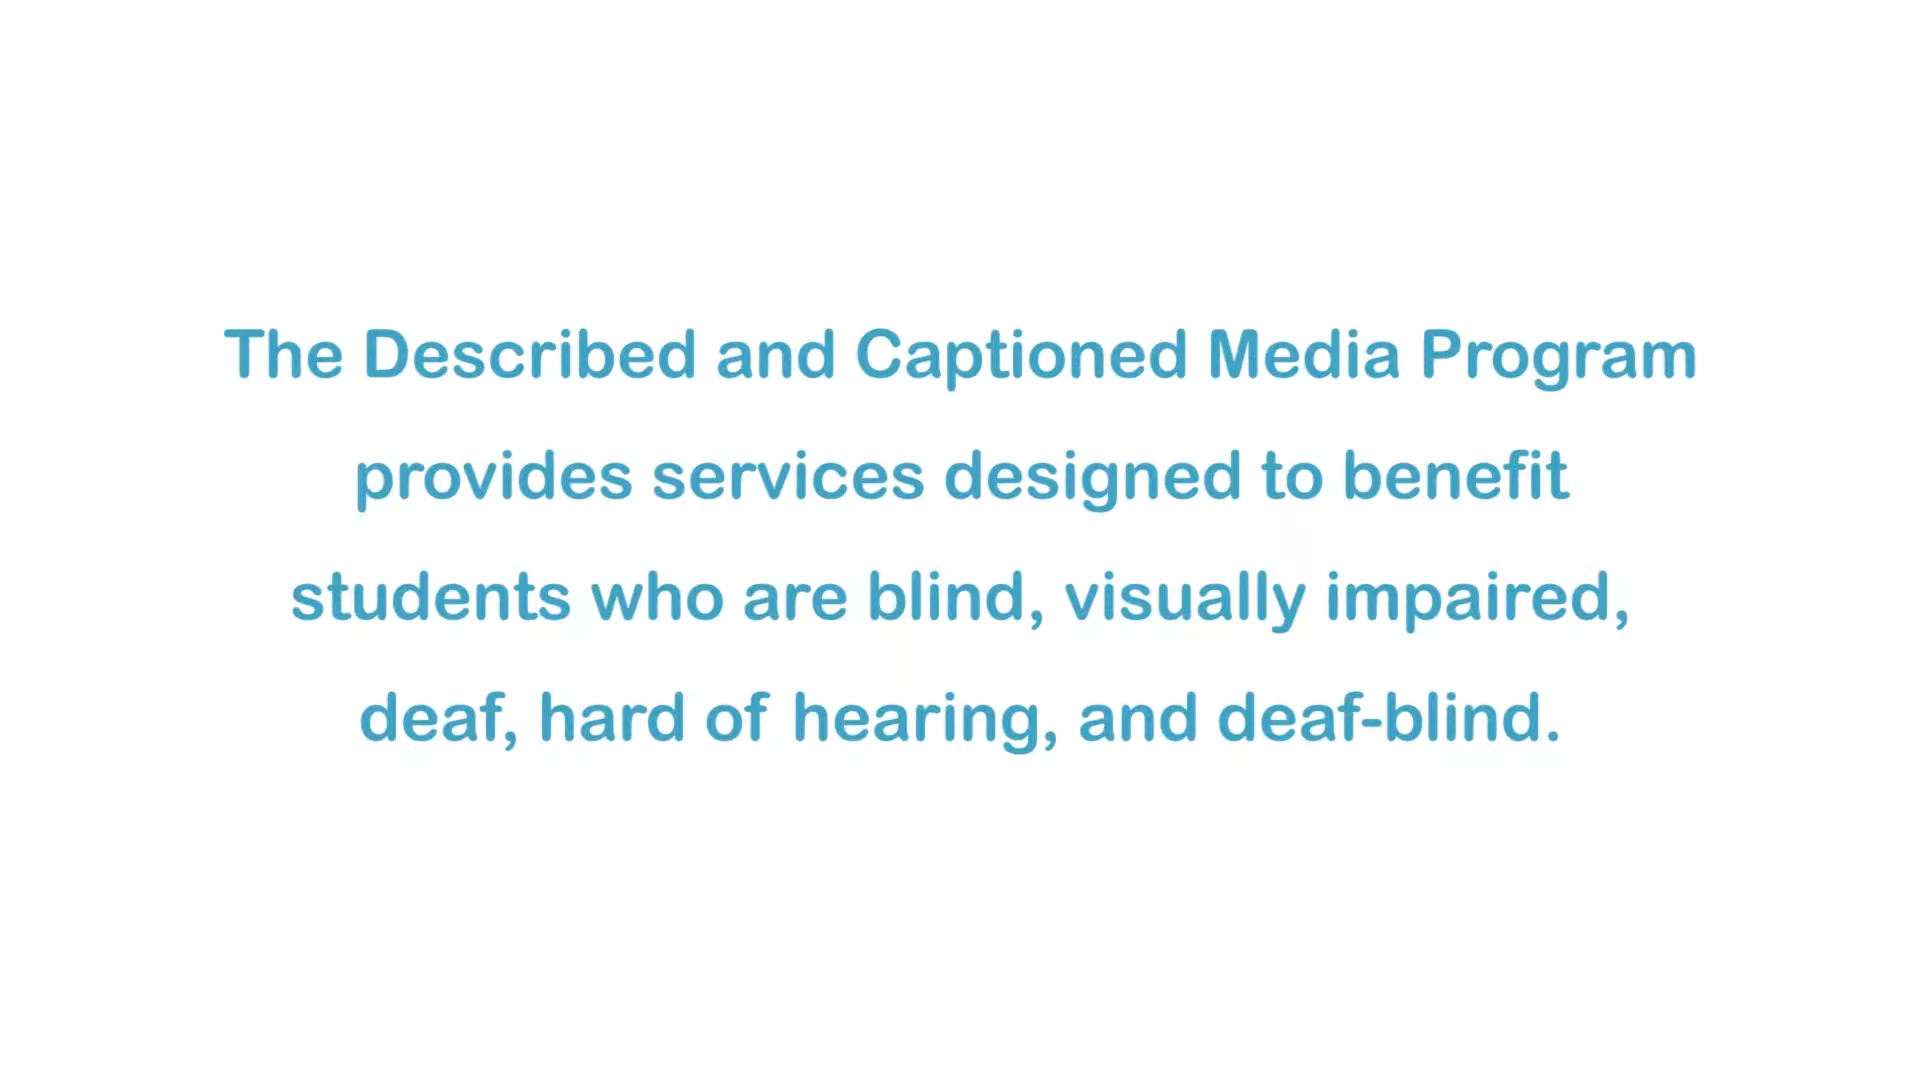 The Described and Captioned Media Program
provides services designed to benefit
students who are blind, visually impaired,
deaf, hard of hearing, and deaf-blind.